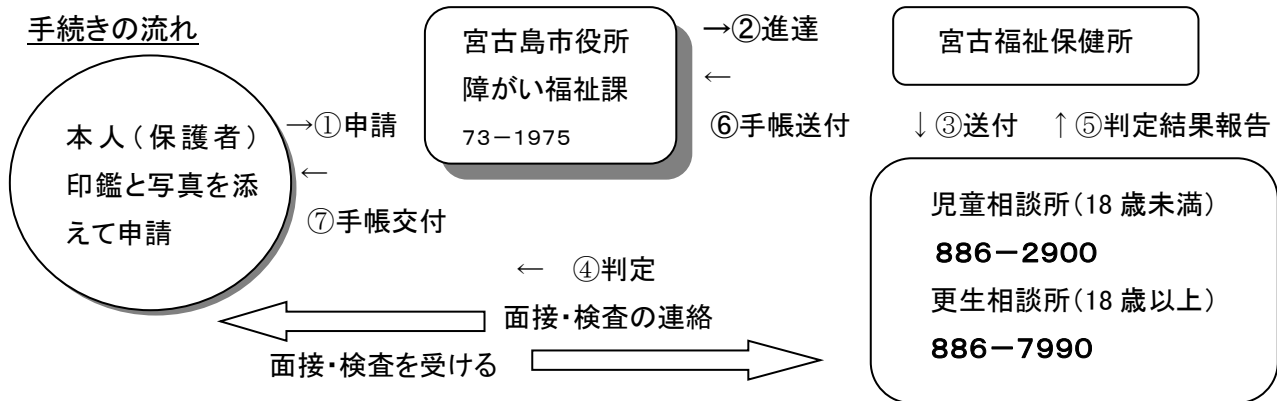 手続きの流れ
本人（保護者）
印鑑と写真を添
えて申請
→①申請
←
⑦手帳交付
宮古島市役所
障がい福祉課
73－1975
→②進達
←
⑥手帳送付
宮古福祉保健所
↓③送付　↑⑤判定結果報告
児童相談所（18 歳未満）
886－2900
更生相談所（18 歳以上）
886－7990
←　④判定
面接・検査の連絡
面接・検査を受ける